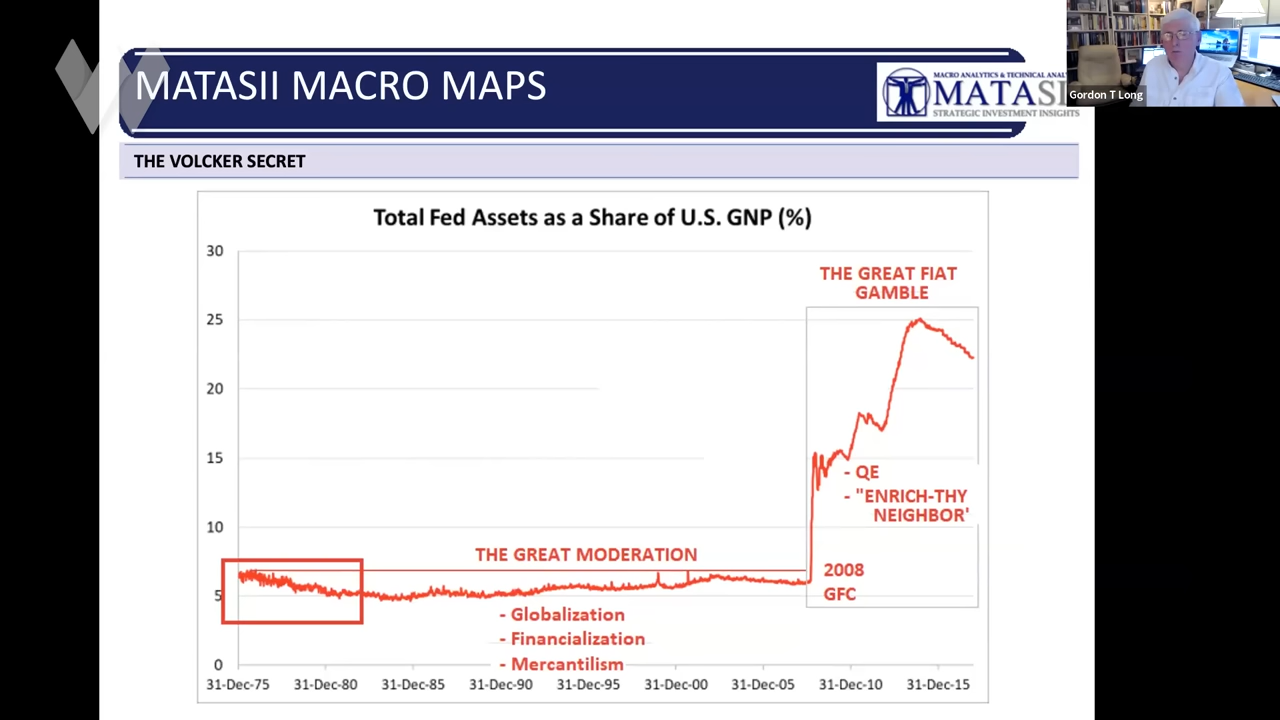 MATASII MACRO MAPS
MACRO ANALYTICS & TECHNICAL
MATASI
STRATEGIC INVESTMENT INSIGHTS
Gordon T Long
THE VOLCKER SECRET
Total Fed Assets as a Share of U.S. GNP (%)
30
THE GREAT FIAT
GAMBLE
25
20
15
- QE
- "ENRICH-THY
NEIGHBOR'
10
THE GREAT MODERATION
2008
GFC
5
- Globalization
- Financialization
- Mercantilism
0
31-Dec-75 31-Dec-80 31-Dec-85 31-Dec-90 31-Dec-95 31-Dec-00 31-Dec-05 31-Dec-10 31-Dec-15